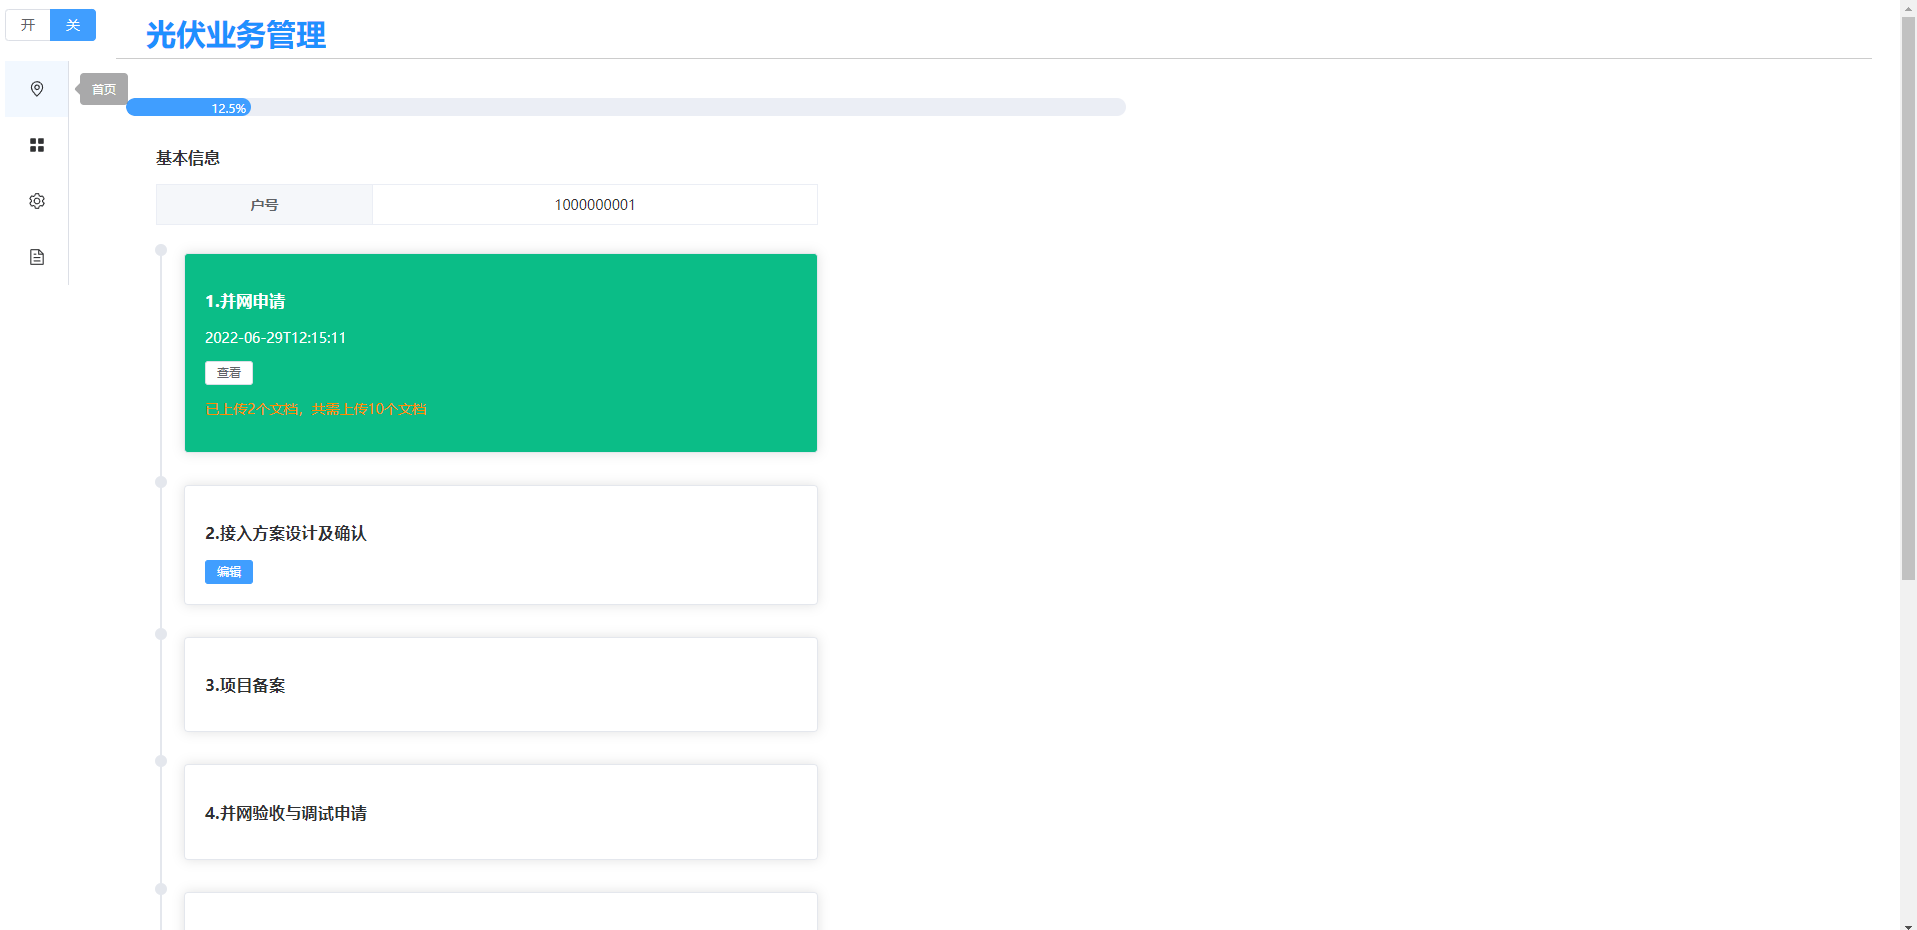 开 关
光伏业务管理
首页
12.5%
基本信息
户号 1000000001
1.并网申请
2022-06-29T12:15:11
查看
已上传2个文档，共需上传10个文档
2.接入方案设计及确认
编辑
3.项目备案
4.并网验收与调试申请